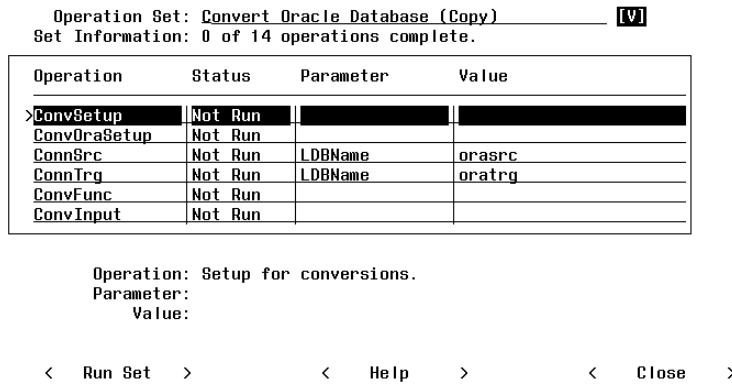 Operation Set: Convert Oracle Database (Copy) [V]
Set Information: 0 of 14 operations complete.
Operation Status Parameter Value
>ConvSetup Not Run
ConvOraSetup Not Run
ConnSrc Not Run LDBName orasrc
ConnTrg Not Run LDBName oratrg
ConvFunc Not Run
ConvInput Not Run
Operation: Setup for conversions.
Parameter:
Value:
< Run Set > < Help > < Close >